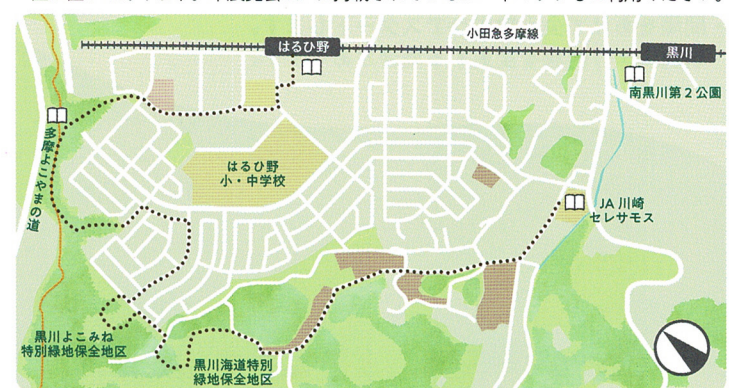 はるひ野
小田急多摩線
黒川
南黒川第2公園
多摩よこやまの道
はるひ野
小・中学校
JA川崎
セレサモス
黒川よこみね
特別緑地保全地区
黒川海道特別
緑地保全地区